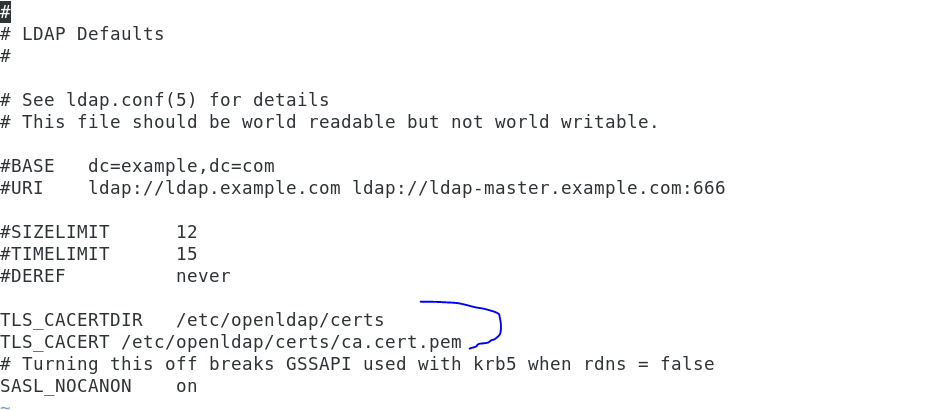 #
# LDAP Defaults
#
# See ldap.conf(5) for details
# This file should be world readable but not world writable.
#BASE   dc=example,dc=com
#URI    ldap://ldap.example.com ldap://ldap-master.example.com:666
#SIZELIMIT      12
#TIMELIMIT      15
#DEREF          never
TLS_CACERTDIR   /etc/openldap/certs
TLS_CACERT /etc/openldap/certs/ca.cert.pem
# Turning this off breaks GSSAPI used with krb5 when rdns = false
SASL_NOCANON    on
~